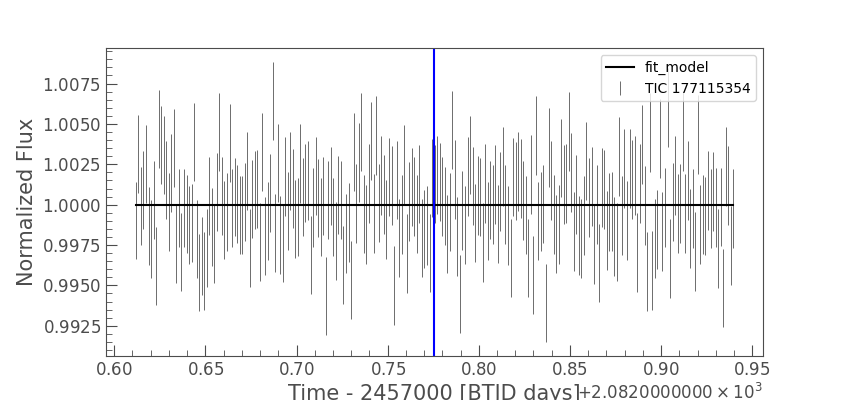 fit_model
TIC 177115354
1.0075
1.0050
1.0025
1.0000
0.9975
0.9950
0.9925
Normalized Flux
0.60 0.65 0.70 0.75 0.80 0.85 0.90 0.95
Time - 2457000 [BTJD days]
+2.0820000000 × 10³